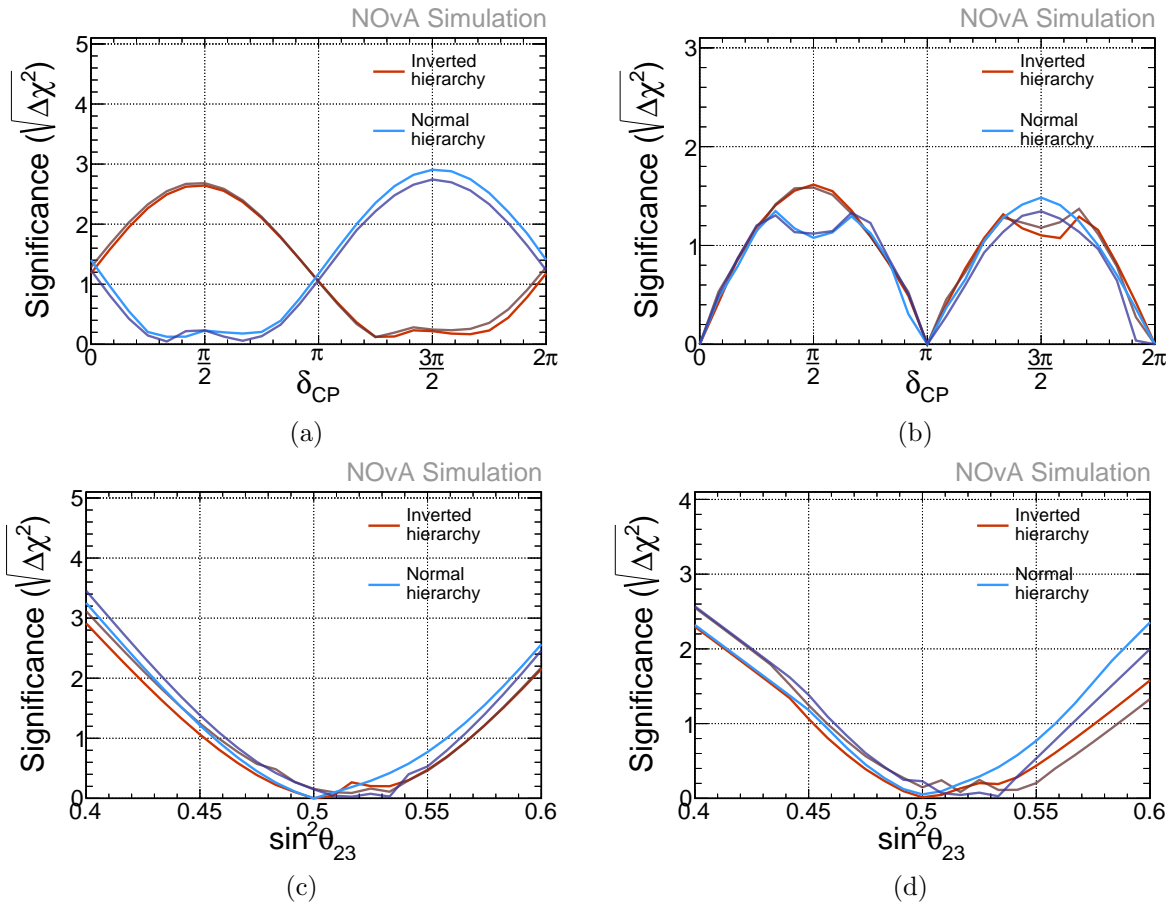 NOvA Simulation
Significance (√Δχ²)
5
4
3
2
1
0
Inverted
hierarchy
Normal
hierarchy
0
π/2
π
3π/2
2π
δCP
(a)
NOvA Simulation
Significance (√Δχ²)
3
2
1
0
Inverted
hierarchy
Normal
hierarchy
0
π/2
π
3π/2
2π
δCP
(b)
NOvA Simulation
Significance (√Δχ²)
5
4
3
2
1
0
Inverted
hierarchy
Normal
hierarchy
0.4
0.45
0.5
0.55
0.6
sin²θ23
(c)
NOvA Simulation
Significance (√Δχ²)
4
3
2
1
0
Inverted
hierarchy
Normal
hierarchy
0.4
0.45
0.5
0.55
0.6
sin²θ23
(d)